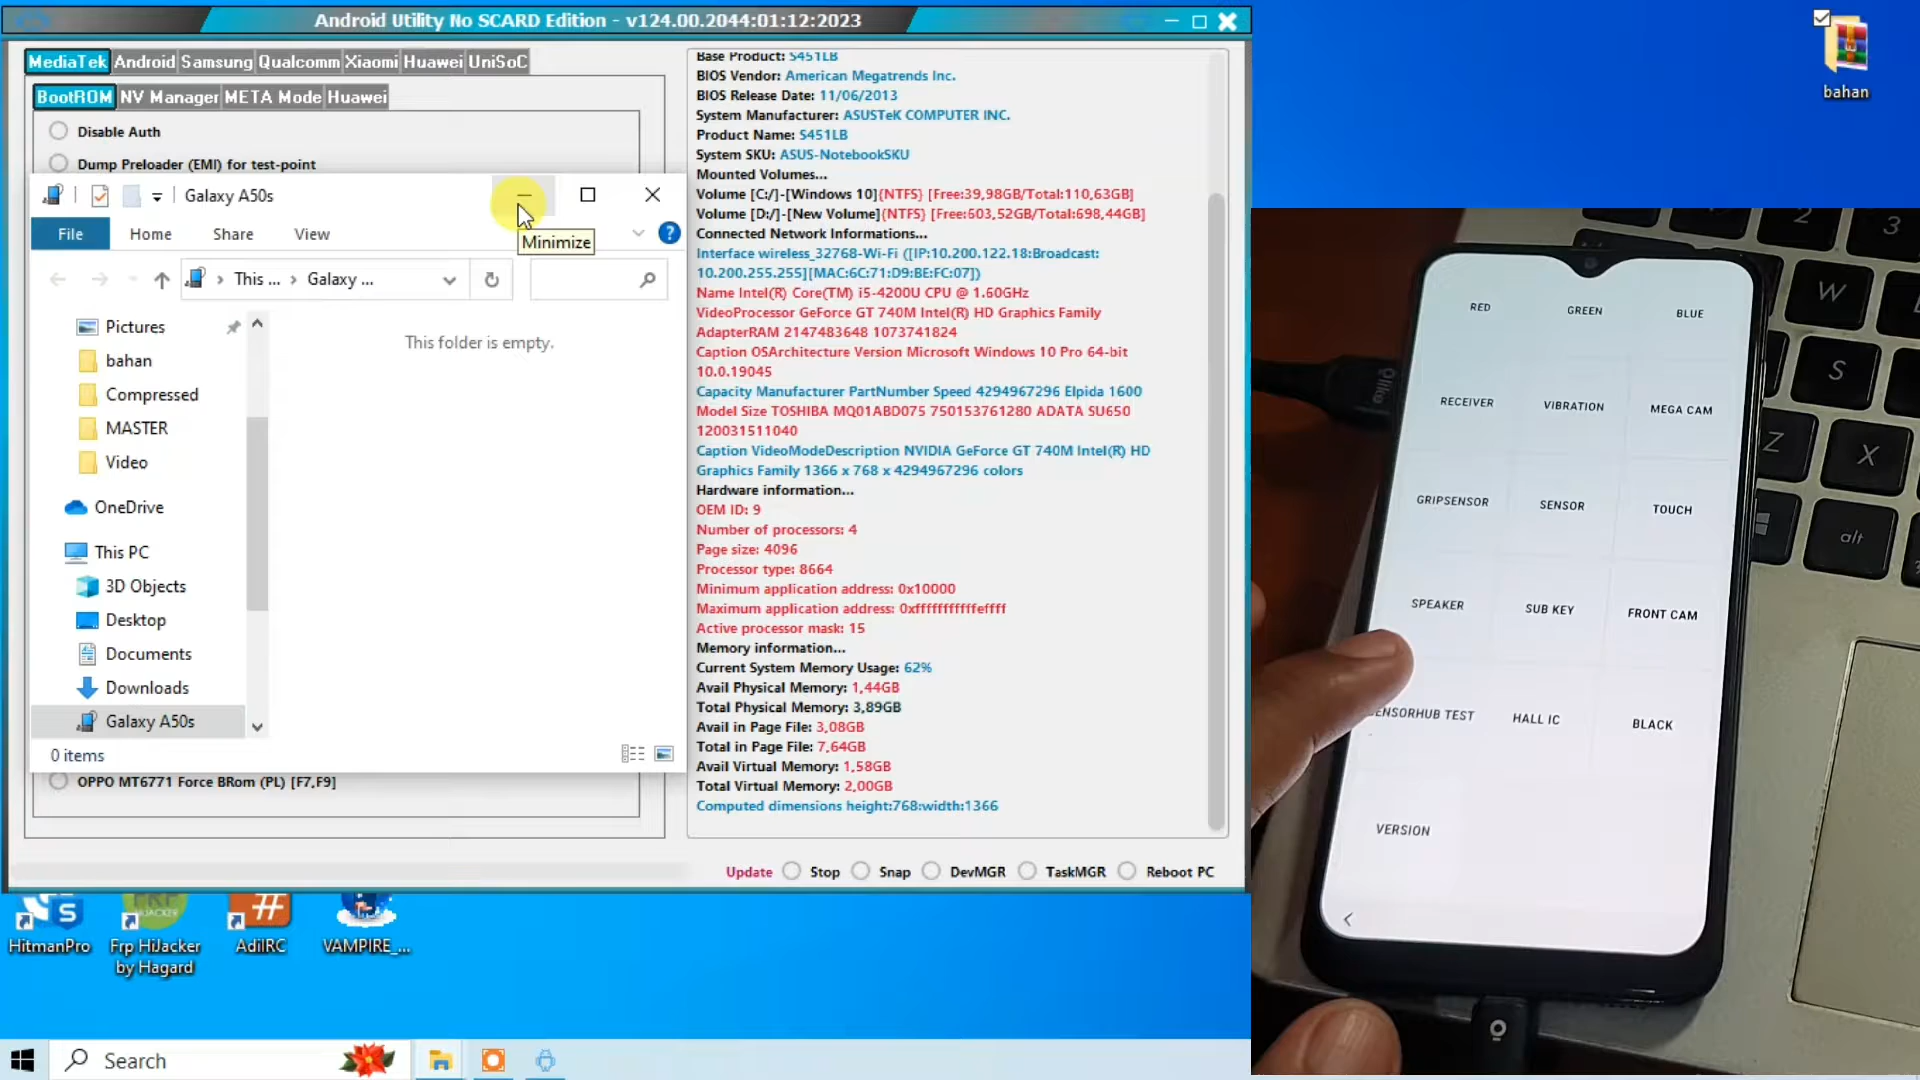 Android Utility No SCARD Edition - v124.00.2044:01:12:2023
MediaTek Android Samsung Qualcomm Xiaomi Huawei UniSoC
BootROM NV Manager META Mode Huawei
Disable Auth
Dump Preloader (EMI) for test-point
Galaxy A50s
Minimize
File Home Share View
This ... Galaxy ...
Pictures
bahan
Compressed
MASTER
Video
OneDrive
This PC
3D Objects
Desktop
Documents
Downloads
Galaxy A50s
This folder is empty.
0 items
OPPO MT6771 Force BRom (PL) [F7,F9]
Base Product: S451LB
BIOS Vendor: American Megatrends Inc.
BIOS Release Date: 11/06/2013
System Manufacturer: ASUSTeK COMPUTER INC.
Product Name: S451LB
System SKU: ASUS-NotebookSKU
Mounted Volumes...
Volume [C:/]-[Windows 10](NTFS) [Free:39,98GB/Total:110,63GB]
Volume [D:/]-[New Volume](NTFS) [Free:603,52GB/Total:698,44GB]
Connected Network Informations...
Interface wireless_32768-Wi-Fi ([IP:10.200.122.18:Broadcast:
10.200.255.255][MAC:6C:71:D9:BE:FC:07])
Name Intel(R) Core(TM) i5-4200U CPU @ 1.60GHz
VideoProcessor GeForce GT 740M Intel(R) HD Graphics Family
AdapterRAM 2147483648 1073741824
Caption OSArchitecture Version Microsoft Windows 10 Pro 64-bit
10.0.19045
Capacity Manufacturer PartNumber Speed 4294967296 Elpida 1600
Model Size TOSHIBA MQ01ABD075 750153761280 ADATA SU650
120031511040
Caption VideoModeDescription NVIDIA GeForce GT 740M Intel(R) HD
Graphics Family 1366 x 768 x 4294967296 colors
Hardware information...
OEM ID: 9
Number of processors: 4
Page size: 4096
Processor type: 8664
Minimum application address: 0x10000
Maximum application address: 0xfffffffffffeffff
Active processor mask: 15
Memory information...
Current System Memory Usage: 62%
Avail Physical Memory: 1,44GB
Total Physical Memory: 3,89GB
Avail in Page File: 3,08GB
Total in Page File: 7,64GB
Avail Virtual Memory: 1,58GB
Total Virtual Memory: 2,00GB
Computed dimensions height:768:width:1366
Update Stop Snap DevMGR TaskMGR Reboot PC
HitmanPro
Frp HiJacker
by Hagard
AdiIRC
VAMPIRE_...
Search
bahan
RED GREEN BLUE
RECEIVER VIBRATION MEGA CAM
GRIPSENSOR SENSOR TOUCH
SPEAKER SUB KEY FRONT CAM
TEST HALL IC BLACK
VERSION
2 3
W
S
Z X
alt